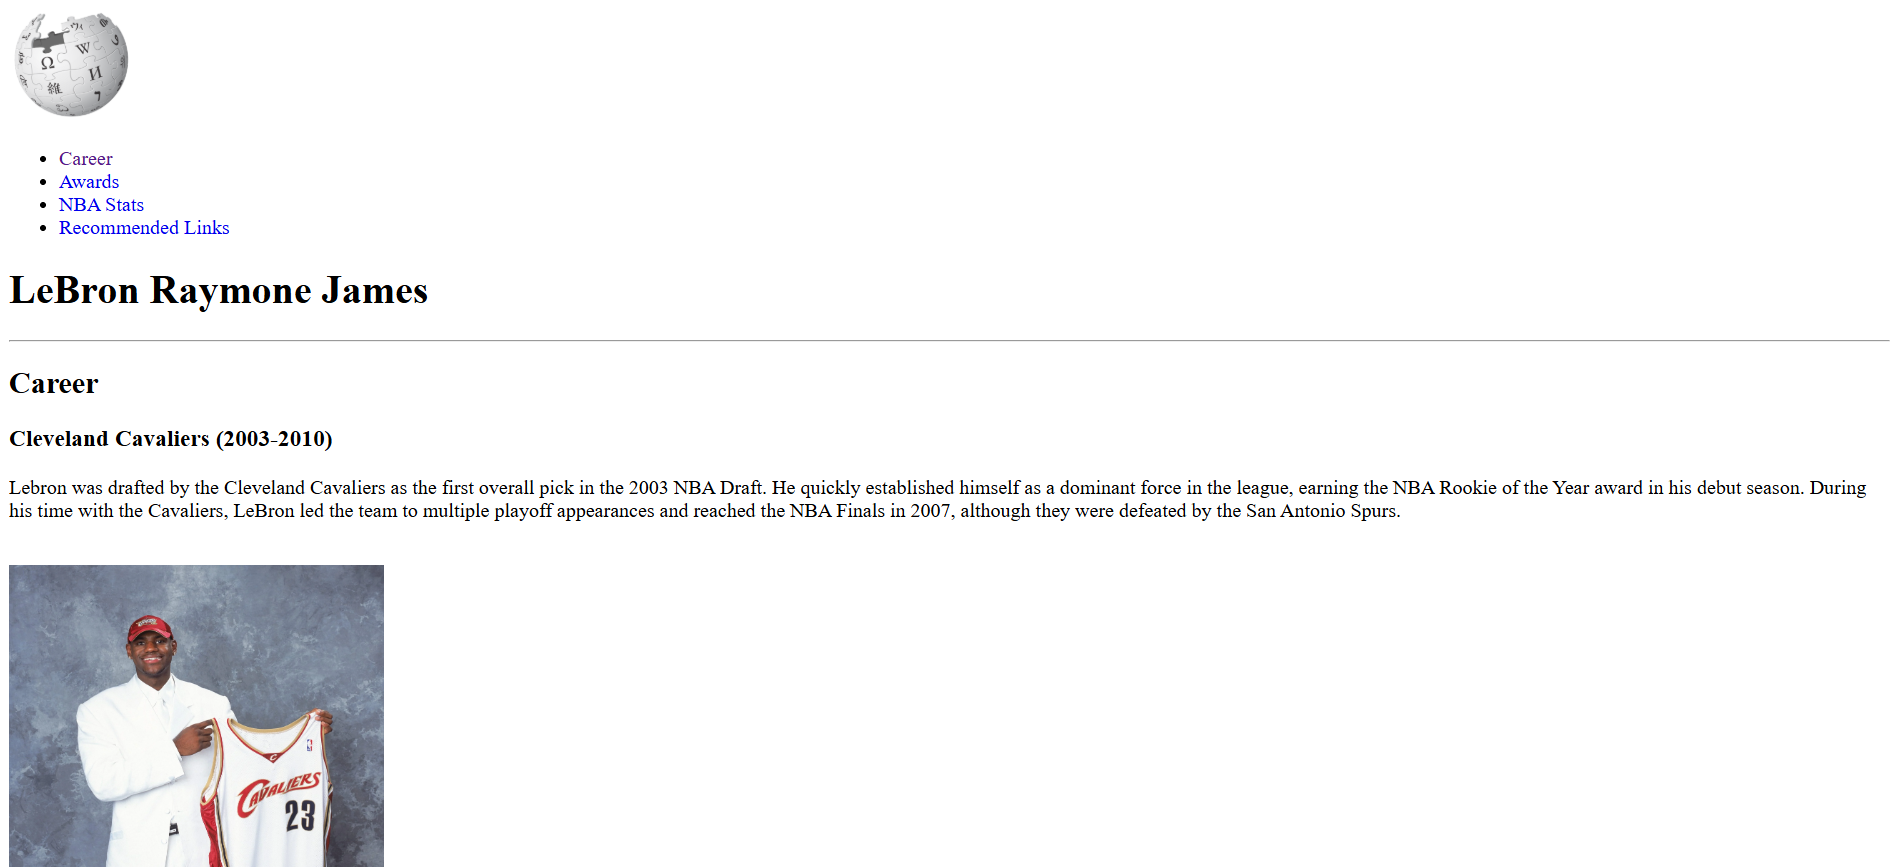 Ω
W
И
維
Career
Awards
NBA Stats
Recommended Links
LeBron Raymone James
Career
Cleveland Cavaliers (2003-2010)
Lebron was drafted by the Cleveland Cavaliers as the first overall pick in the 2003 NBA Draft. He quickly established himself as a dominant force in the league, earning the NBA Rookie of the Year award in his debut season. During
his time with the Cavaliers, LeBron led the team to multiple playoff appearances and reached the NBA Finals in 2007, although they were defeated by the San Antonio Spurs.
CAVALIERS
23